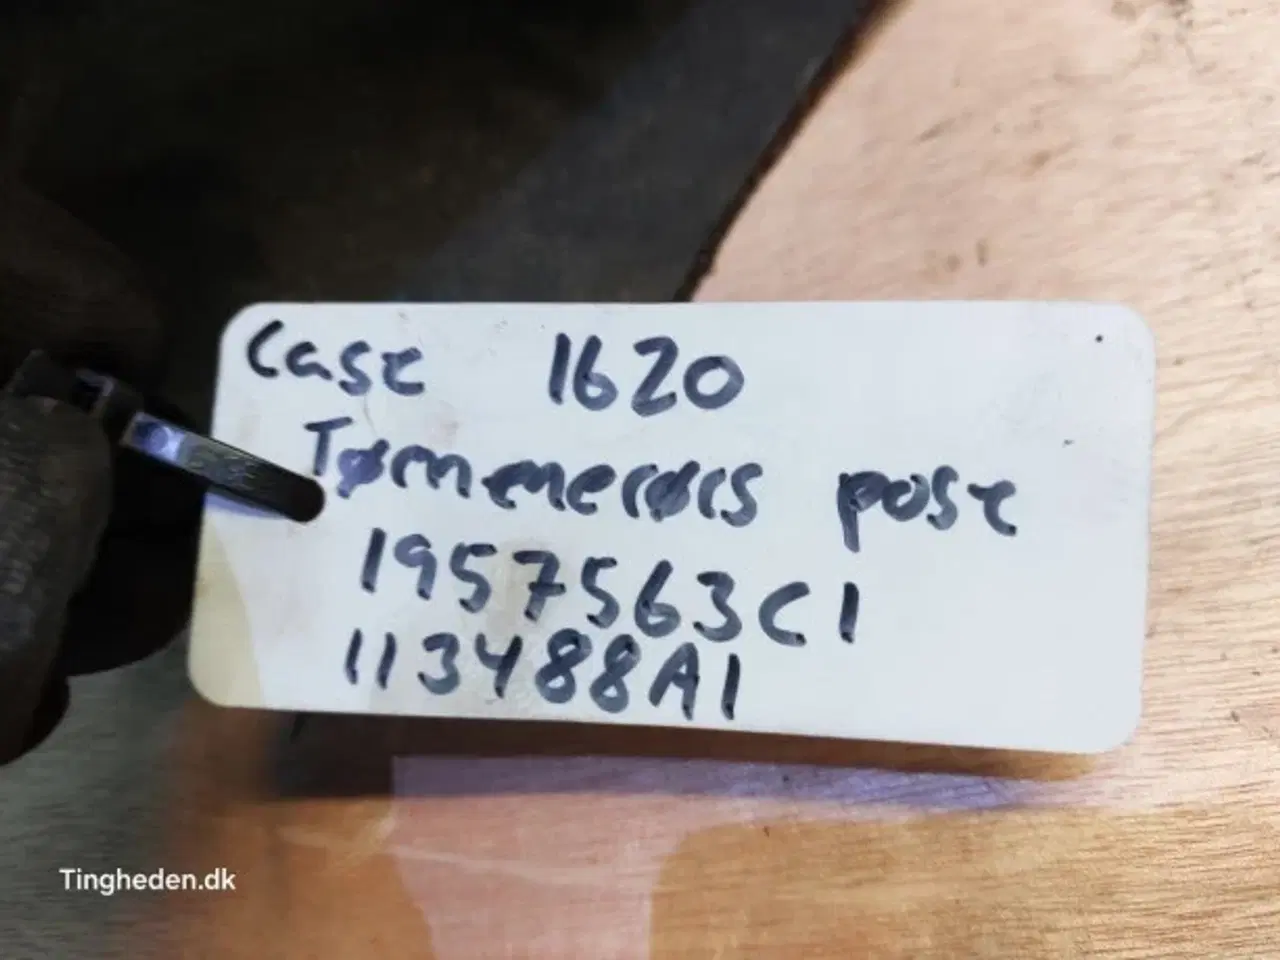 Case 1620
Tømmerørs pose
1957563C1
113488A1
Tingheden.dk